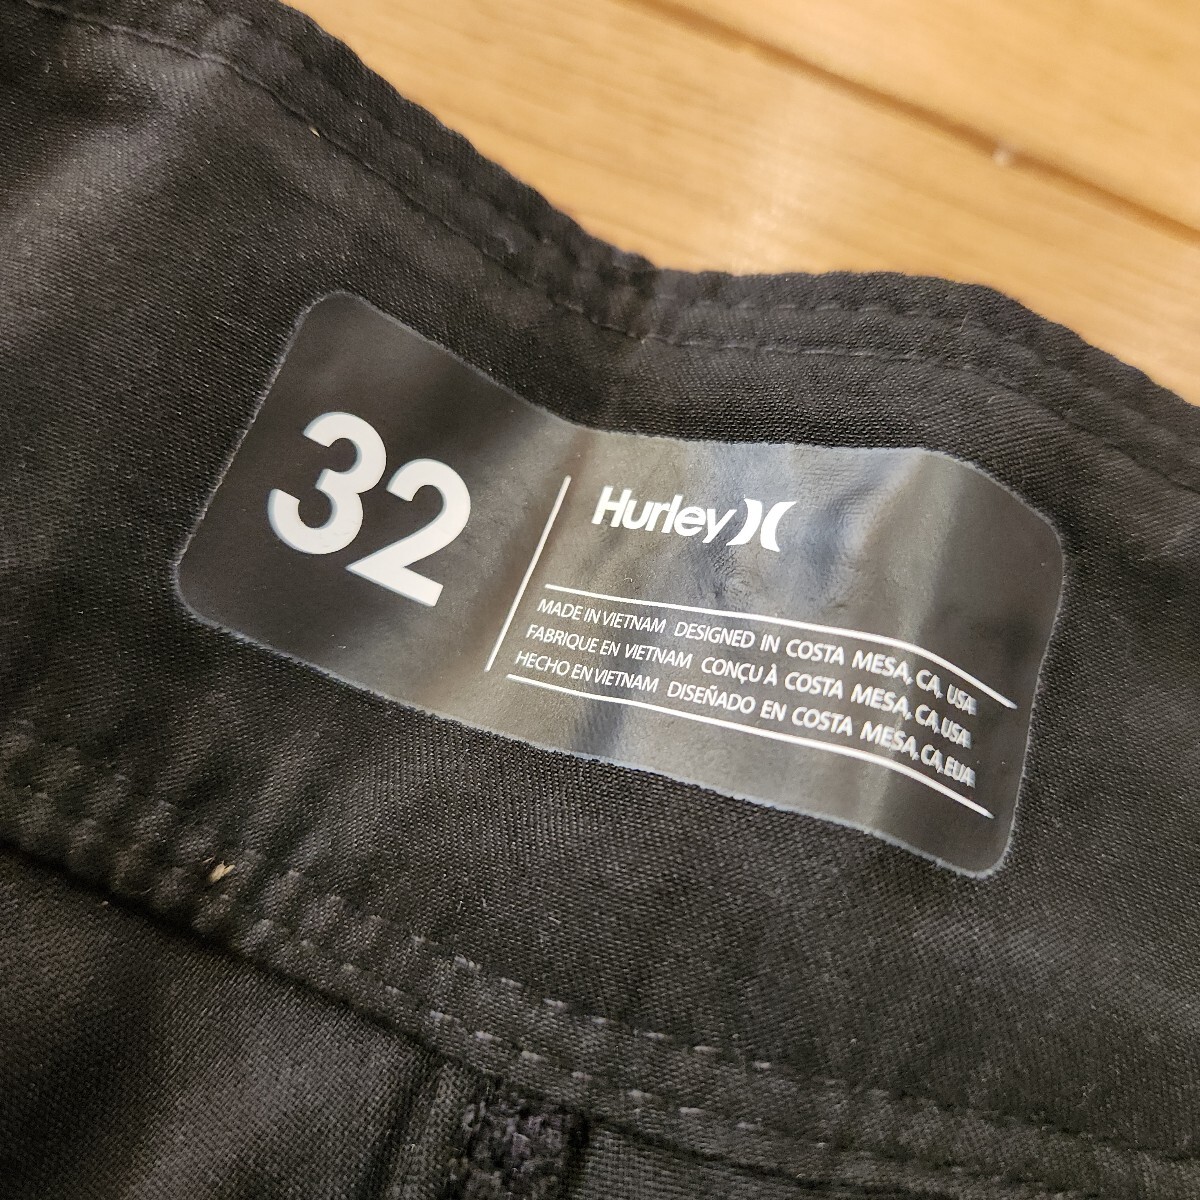 32
Hurley
MADE IN VIETNAM DESIGNED IN COSTA MESA, CA, USA
FABRIQUE EN VIETNAM CONÇU À COSTA MESA, CA, USA
HECHO EN VIETNAM DISEÑADO EN COSTA MESA, CA, EUA